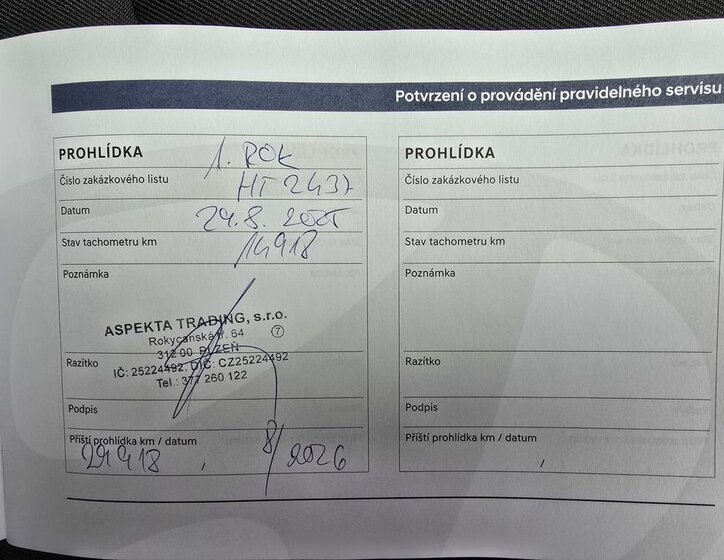 Potvrzení o provádění pravidelného servisu
PROHLÍDKA 1. ROK
Číslo zakázkového listu HT 2437
Datum 29.8. 2025
Stav tachometru km 14918
Poznámka
ASPEKTA TRADING, s.r.o.
Rokycanská tř. 64 7
312 00 PLZEŇ
IČ: 25224492, DIČ: CZ25224492
Tel.: 377 260 122
Razítko
Podpis
Příští prohlídka km / datum
29918 / 8/2026
PROHLÍDKA
Číslo zakázkového listu
Datum
Stav tachometru km
Poznámka
Razítko
Podpis
Příští prohlídka km / datum
/